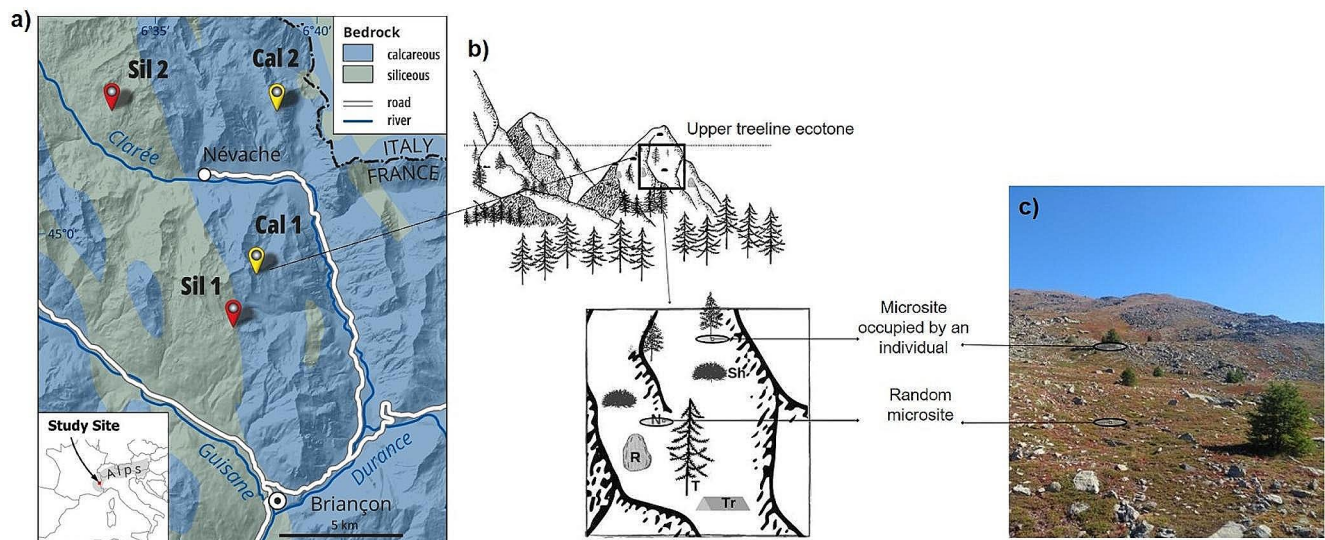 a)
6°35'
6°40'
Bedrock
calcareous
siliceous
road
river
Sil 2
Cal 2
Clarée
Névache
ITALY
FRANCE
45°0'
Cal 1
Sil 1
Study Site
Alps
Guisane
Durance
Briançon
5 km
b)
Upper treeline ecotone
Sh
N
R
T
Tr
Microsite
occupied by an
individual
Random
microsite
c)